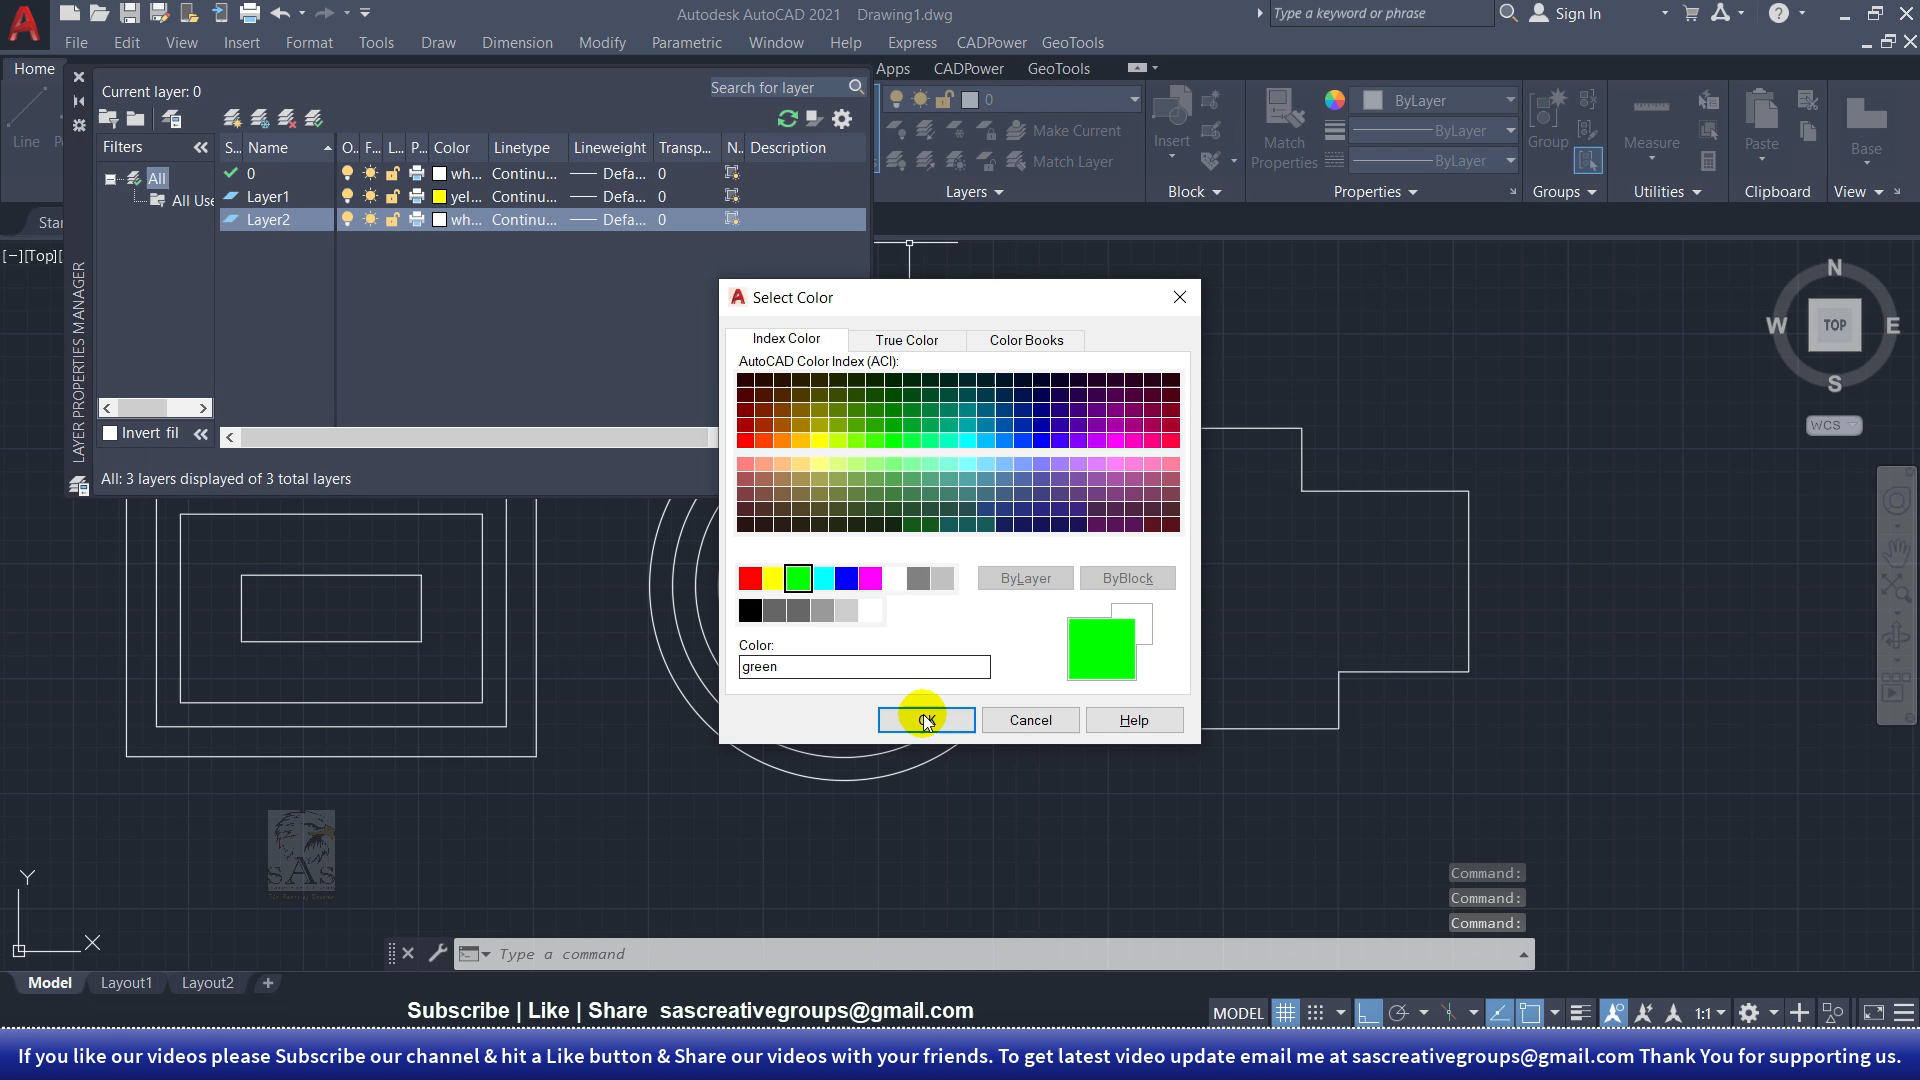 Autodesk AutoCAD 2021 Drawing1.dwg
Type a keyword or phrase
Sign In
File Edit View Insert Format Tools Draw Dimension Modify Parametric Window Help Express CADPower GeoTools
Home
Apps CADPower GeoTools
Current layer: 0
Search for layer
0
ByLayer
Line
Insert
Make Current
Match Properties
ByLayer
Group
Measure
Paste
Base
Match Layer
ByLayer
Filters
S.. Name O. F.. L.. P.. Color Linetype Lineweight Transp... N.. Description
All
0 wh... Continu... Defa... 0
All Use
Layer1 yel... Continu... Defa... 0
Layer2 wh... Continu... Defa... 0
Layers
Block
Properties
Groups
Utilities
Clipboard
View
Star
[−][Top][
LAYER PROPERTIES MANAGER
Invert fil
All: 3 layers displayed of 3 total layers
Select Color
Index Color True Color Color Books
AutoCAD Color Index (ACI):
ByLayer ByBlock
Color:
green
OK Cancel Help
N
W TOP E
S
WCS
sAs
Y
X
Command:
Command:
Command:
Type a command
Model Layout1 Layout2 +
Subscribe | Like | Share sascreativegroups@gmail.com
MODEL
1:1
If you like our videos please Subscribe our channel & hit a Like button & Share our videos with your friends. To get latest video update email me at sascreativegroups@gmail.com Thank You for supporting us.